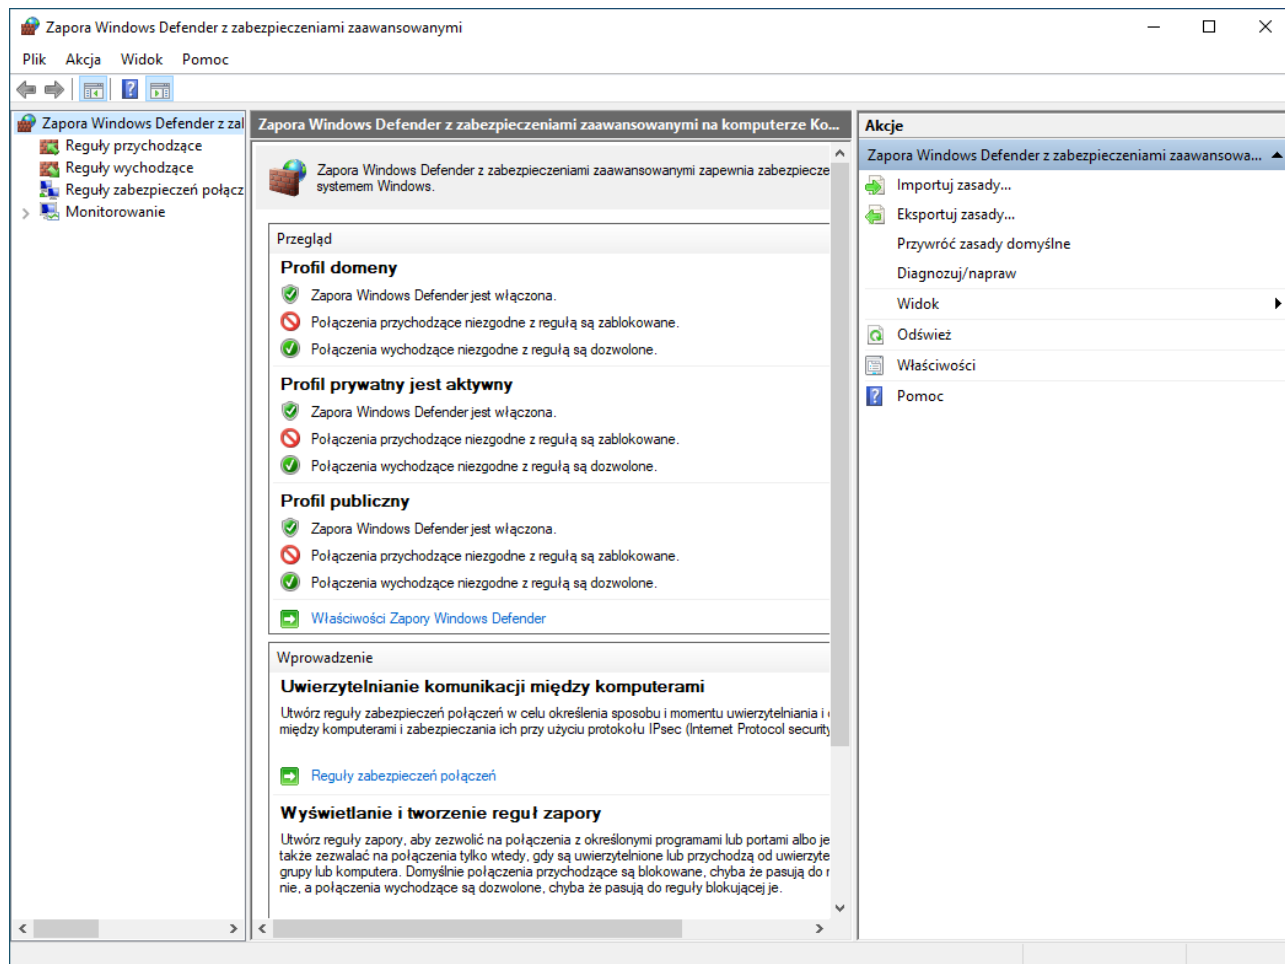 Zapora Windows Defender z zabezpieczeniami zaawansowanymi
Plik Akcja Widok Pomoc
Zapora Windows Defender z zal
Reguły przychodzące
Reguły wychodzące
Reguły zabezpieczeń połącz
Monitorowanie
Zapora Windows Defender z zabezpieczeniami zaawansowanymi na komputerze Ko...
Zapora Windows Defender z zabezpieczeniami zaawansowanymi zapewnia zabezpiecze
systemem Windows.
Przegląd
Profil domeny
Zapora Windows Defender jest włączona.
Połączenia przychodzące niezgodne z regułą są zablokowane.
Połączenia wychodzące niezgodne z regułą są dozwolone.
Profil prywatny jest aktywny
Zapora Windows Defender jest włączona.
Połączenia przychodzące niezgodne z regułą są zablokowane.
Połączenia wychodzące niezgodne z regułą są dozwolone.
Profil publiczny
Zapora Windows Defender jest włączona.
Połączenia przychodzące niezgodne z regułą są zablokowane.
Połączenia wychodzące niezgodne z regułą są dozwolone.
Właściwości Zapory Windows Defender
Wprowadzenie
Uwierzytelnianie komunikacji między komputerami
Utwórz reguły zabezpieczeń połączeń w celu określenia sposobu i momentu uwierzytelniania i
między komputerami i zabezpieczania ich przy użyciu protokołu IPsec (Internet Protocol security
Reguły zabezpieczeń połączeń
Wyświetlanie i tworzenie reguł zapory
Utwórz reguły zapory, aby zezwolić na połączenia z określonymi programami lub portami albo je
także zezwalać na połączenia tylko wtedy, gdy są uwierzytelnione lub przychodzą od uwierzyte
grupy lub komputera. Domyślnie połączenia przychodzące są blokowane, chyba że pasują do r
nie, a połączenia wychodzące są dozwolone, chyba że pasują do reguły blokującej je.
Akcje
Zapora Windows Defender z zabezpieczeniami zaawansowa...
Importuj zasady...
Eksportuj zasady...
Przywróć zasady domyślne
Diagnozuj/napraw
Widok
Odśwież
Właściwości
Pomoc